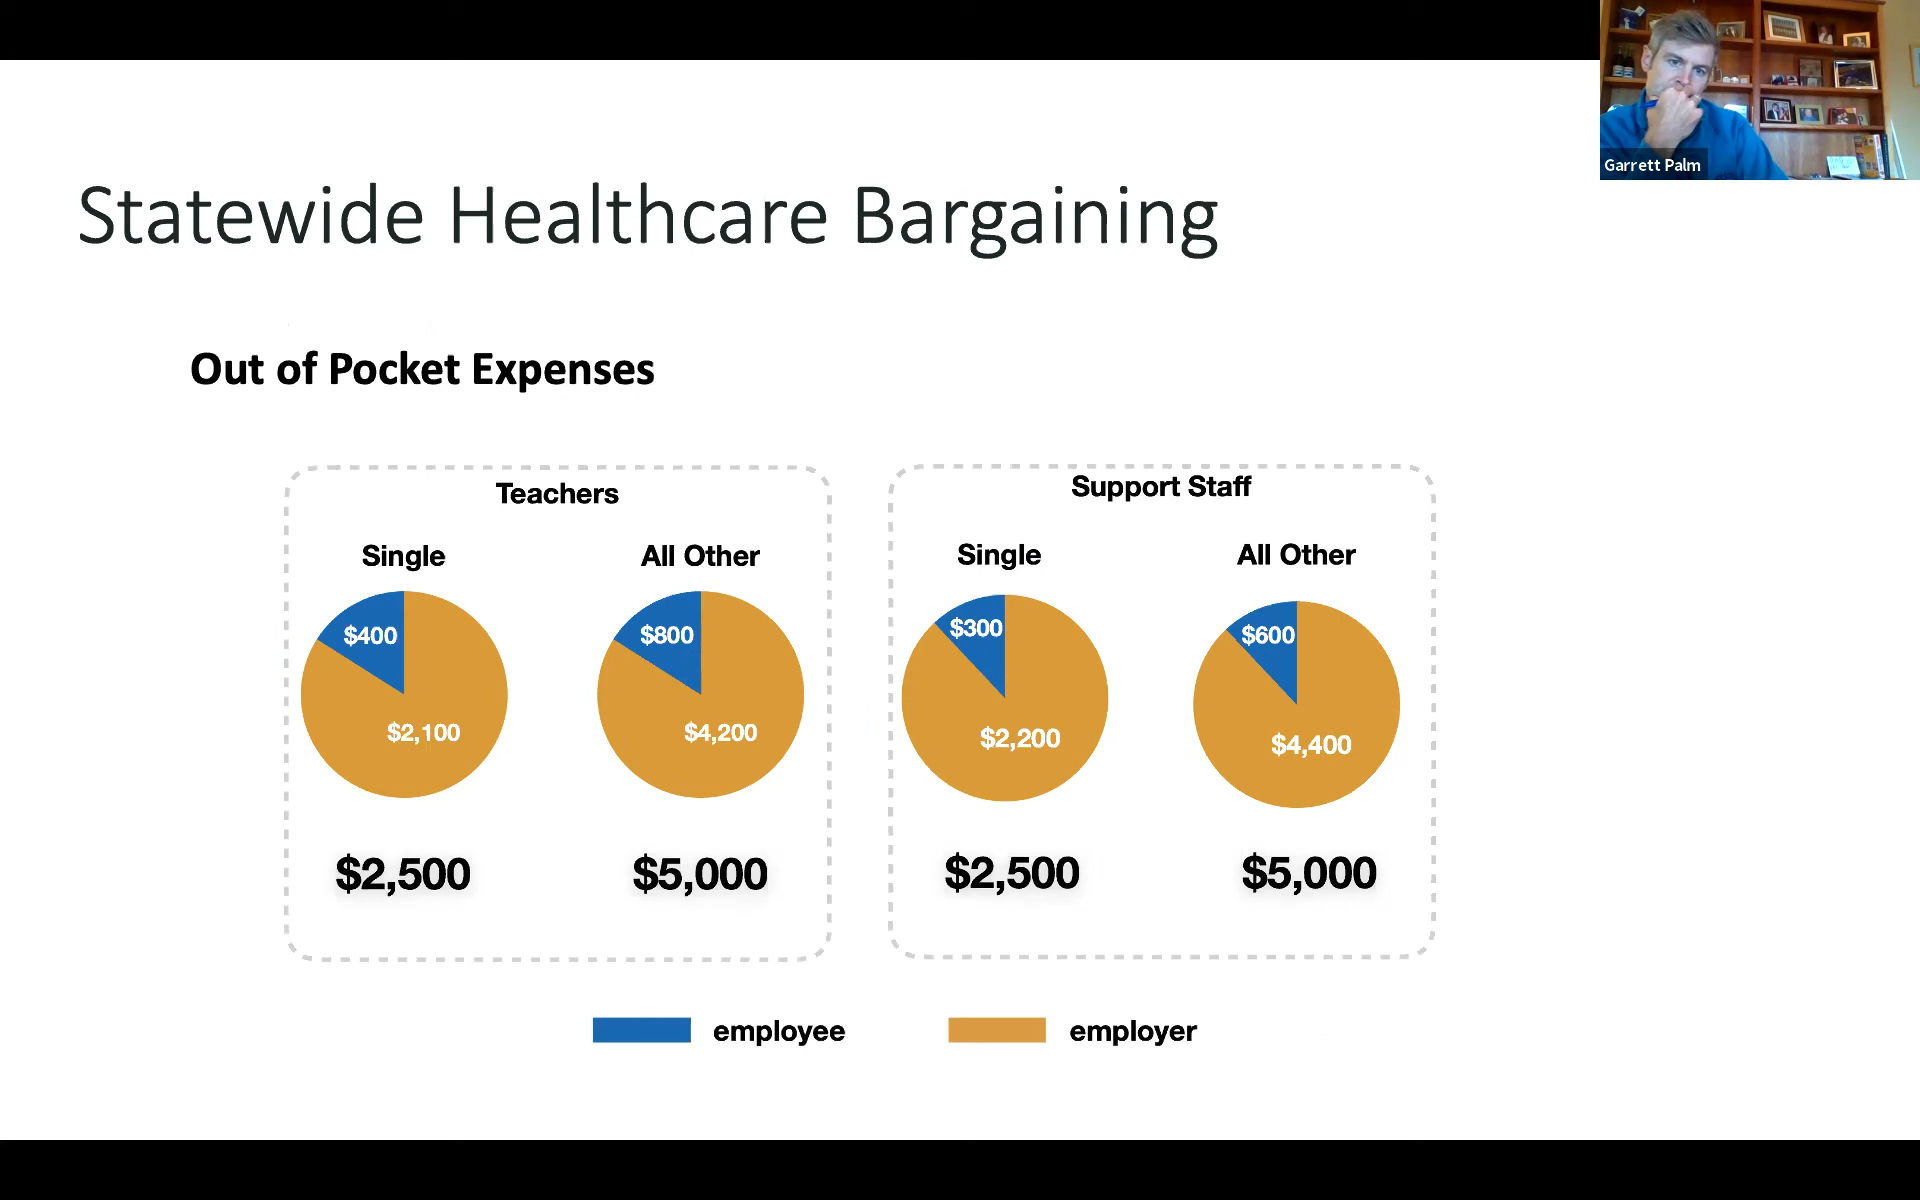 Garrett Palm
Statewide Healthcare Bargaining
Out of Pocket Expenses
Teachers
Single
All Other
$400
$2,100
$800
$4,200
$2,500
$5,000
Support Staff
Single
All Other
$300
$2,200
$600
$4,400
$2,500
$5,000
employee
employer